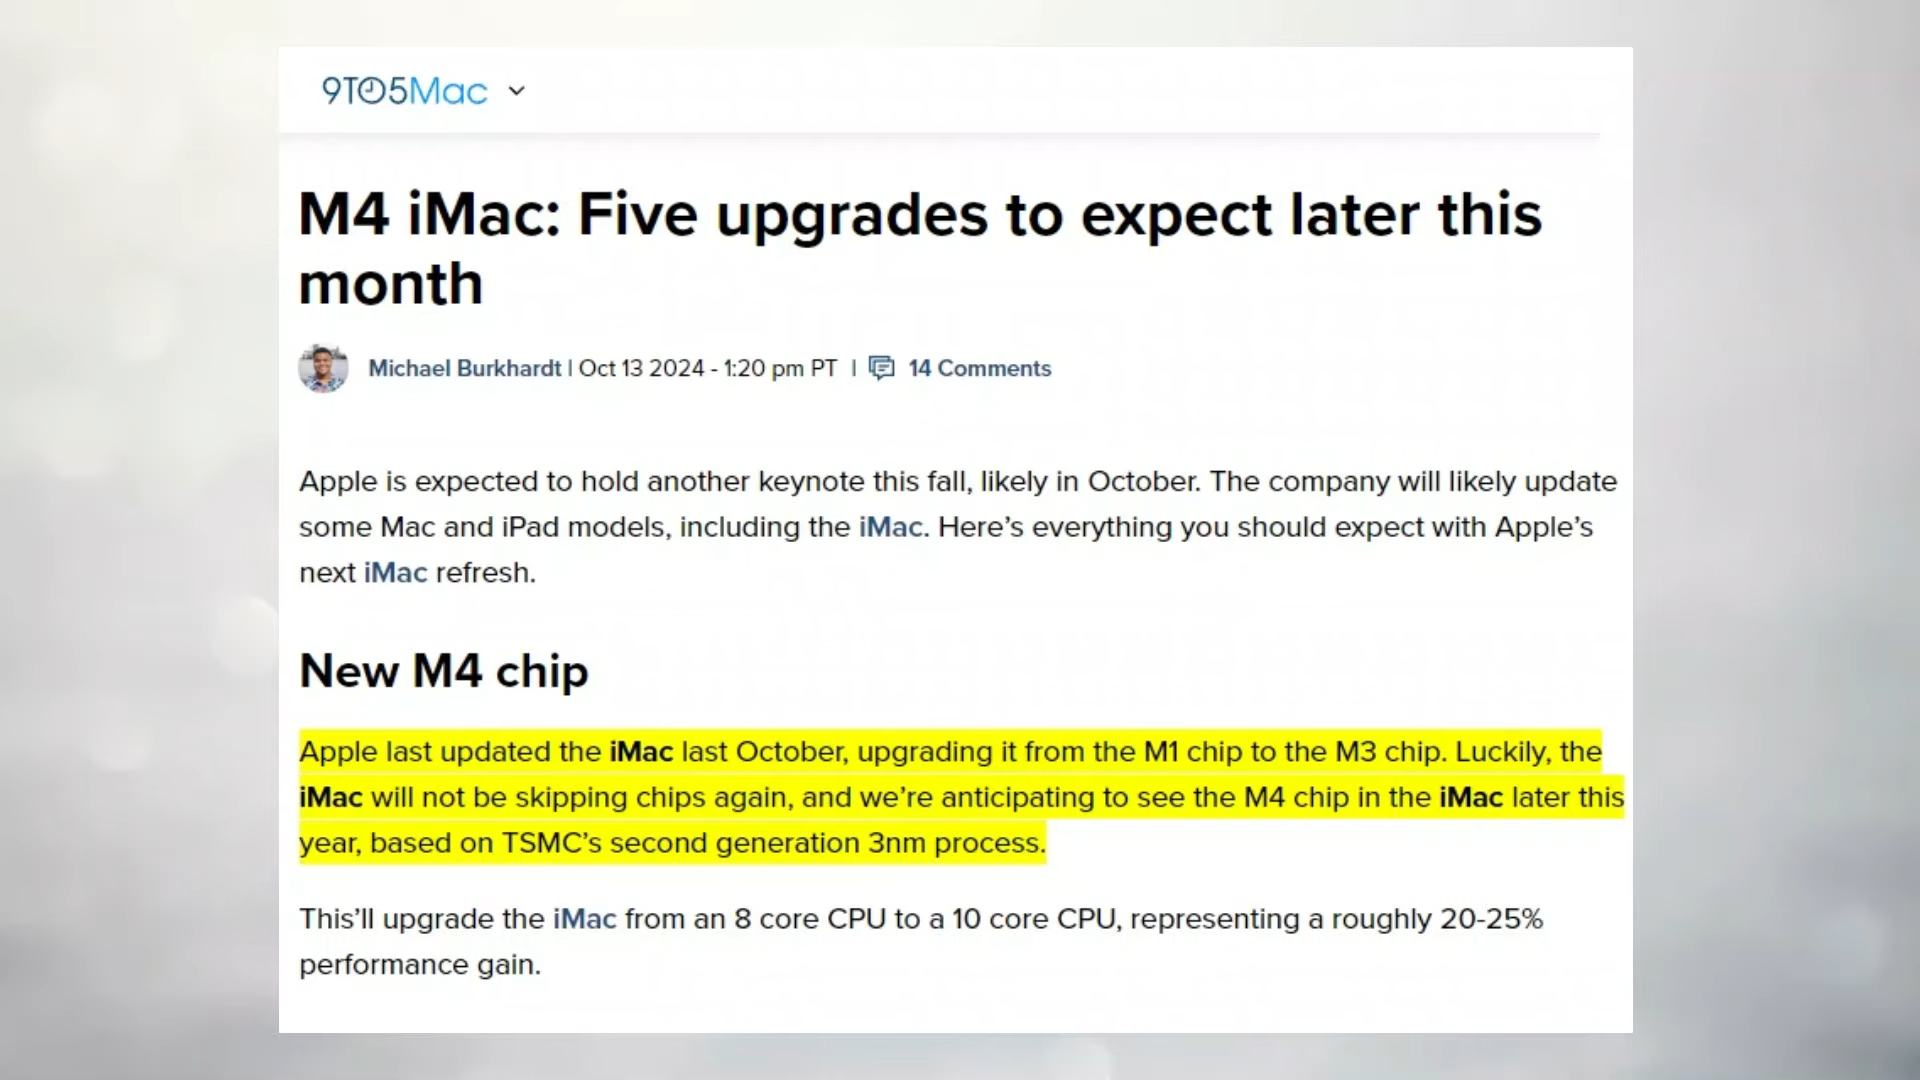 9TO5Mac
M4 iMac: Five upgrades to expect later this
month
Michael Burkhardt | Oct 13 2024 - 1:20 pm PT | 14 Comments
Apple is expected to hold another keynote this fall, likely in October. The company will likely update
some Mac and iPad models, including the iMac. Here’s everything you should expect with Apple’s
next iMac refresh.
New M4 chip
Apple last updated the iMac last October, upgrading it from the M1 chip to the M3 chip. Luckily, the
iMac will not be skipping chips again, and we’re anticipating to see the M4 chip in the iMac later this
year, based on TSMC’s second generation 3nm process.
This’ll upgrade the iMac from an 8 core CPU to a 10 core CPU, representing a roughly 20-25%
performance gain.